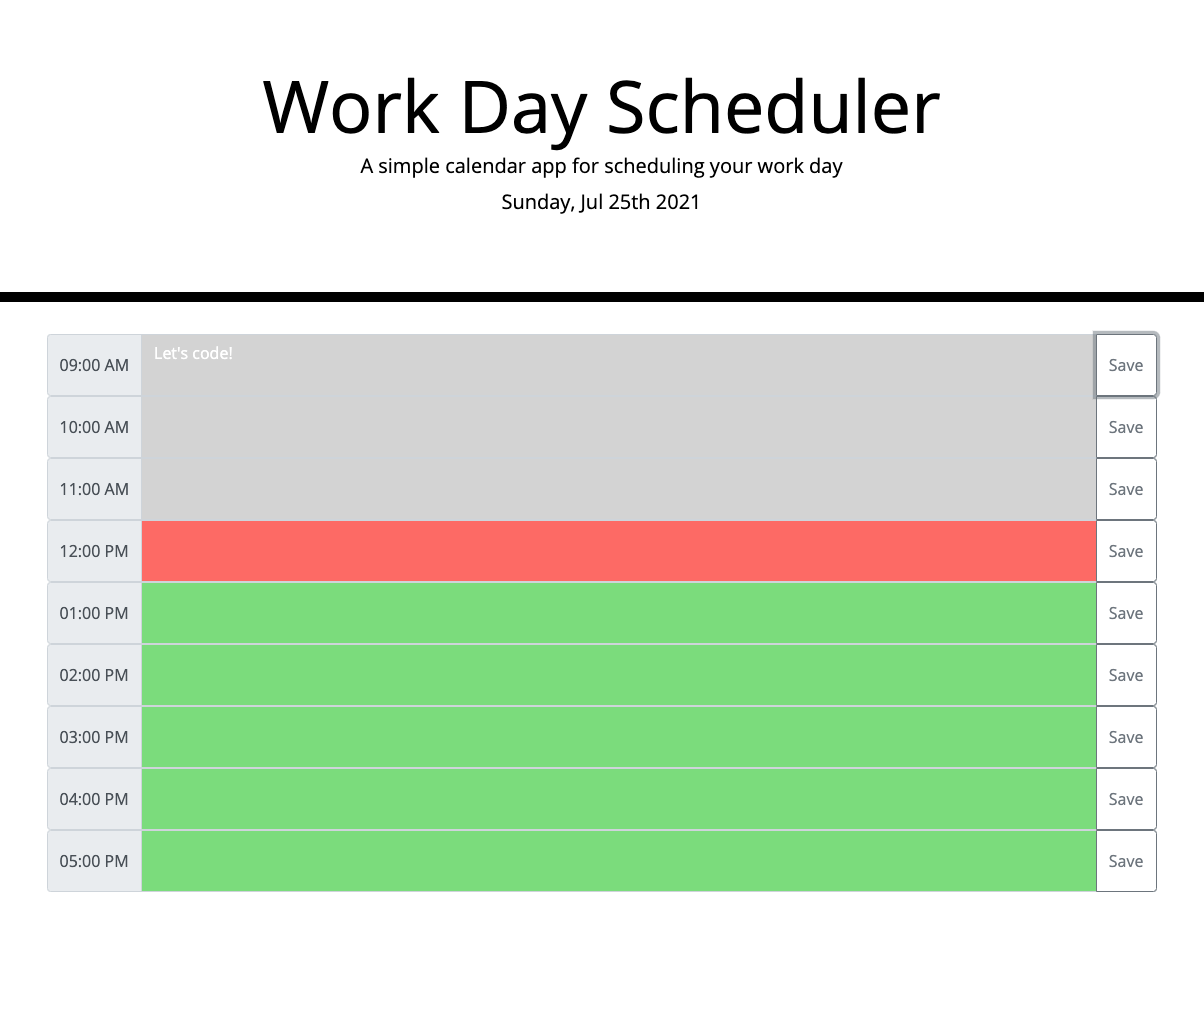 Work Day Scheduler
A simple calendar app for scheduling your work day
Sunday, Jul 25th 2021
09:00 AM Let's code! Save
10:00 AM Save
11:00 AM Save
12:00 PM Save
01:00 PM Save
02:00 PM Save
03:00 PM Save
04:00 PM Save
05:00 PM Save